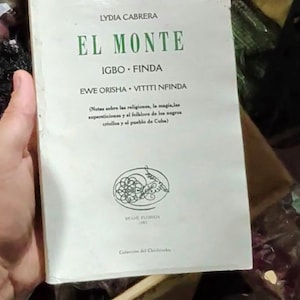 LYDIA CABRERA
EL MONTE
IGBO · FINDA
EWE ORISHA · VITITI NFINDA
(Notas sobre las religiones, la magia, las
supersticiones y el folklore de los negros
criollos y el pueblo de Cuba)
MIAMI, FLORIDA
Colección del Chicherekú